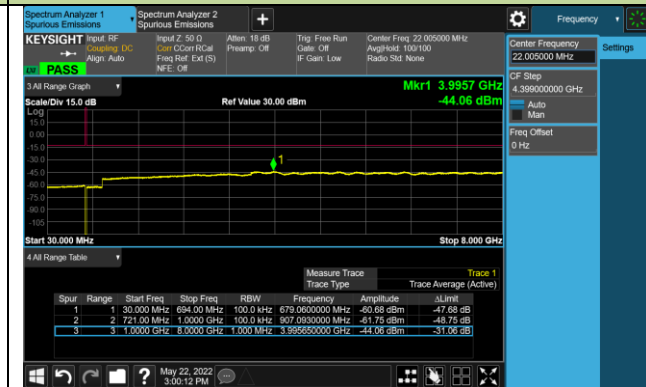 Spectrum Analyzer 1
Spurious Emissions
Spectrum Analyzer 2
Spurious Emissions
+
Frequency
KEYSIGHT
Input: RF
Coupling: DC
Align: Auto
Input Z: 50 Ω
Corr CCorr RCal
Freq Ref: Ext (S)
NFE: Off
Atten: 18 dB
Preamp: Off
Trig: Free Run
Gate: Off
IF Gain: Low
Center Freq: 22.005000 MHz
Avg|Hold: 100/100
Radio Std: None
PASS
Center Frequency
22.005000 MHz
Settings
CF Step
4.399000000 GHz
Auto
Man
Freq Offset
0 Hz
3 All Range Graph
Mkr1 3.9957 GHz
Scale/Div 15.0 dB
Ref Value 30.00 dBm
-44.06 dBm
Log
15.0
0.00
-15.0
-30.0
-45.0
-60.0
-75.0
-90.0
-105
1
Start 30.000 MHz
Stop 8.000 GHz
4 All Range Table
Measure Trace Trace 1
Trace Type Trace Average (Active)
Spur Range Start Freq Stop Freq RBW Frequency Amplitude ΔLimit
1 1 30.000 MHz 694.00 MHz 100.0 kHz 679.0600000 MHz -60.68 dBm -47.68 dB
2 2 721.00 MHz 1.0000 GHz 100.0 kHz 907.0930000 MHz -61.75 dBm -48.75 dB
3 3 1.0000 GHz 8.0000 GHz 1.000 MHz 3.995650000 GHz -44.06 dBm -31.06 dB
?
May 22, 2022
3:00:12 PM